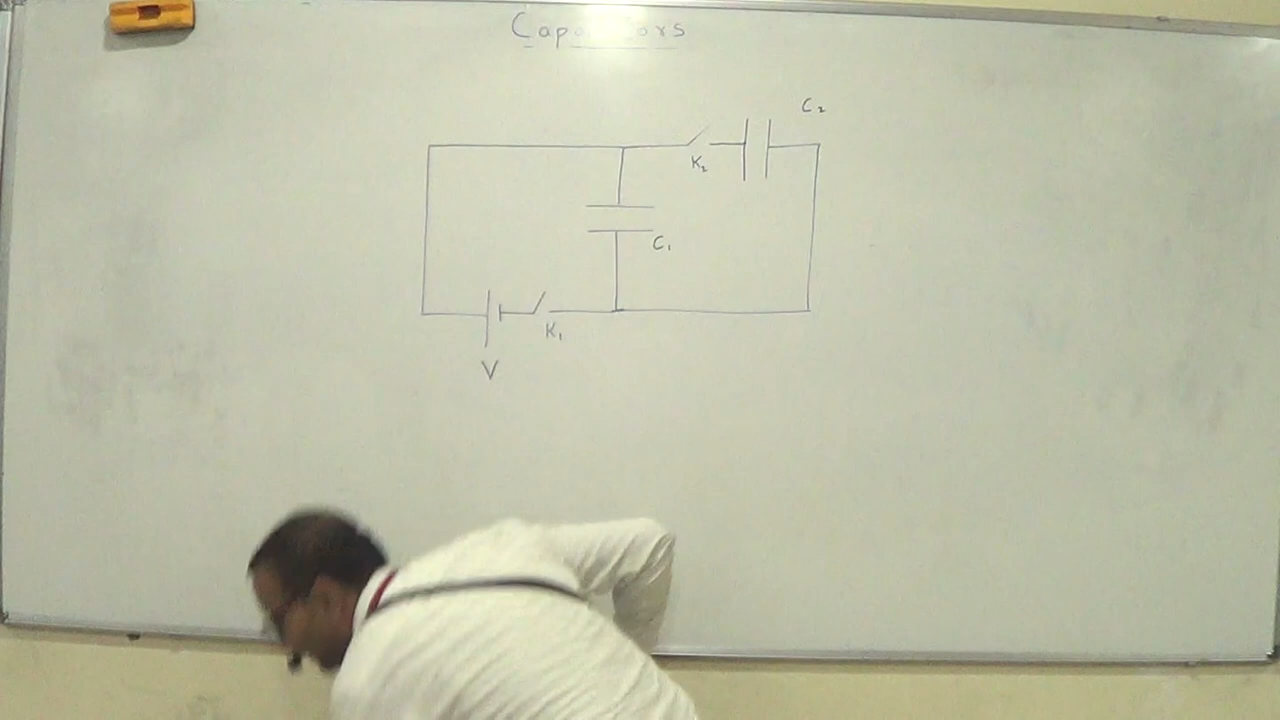 Capacitors
C₂
K₂
C₁
K₁
V